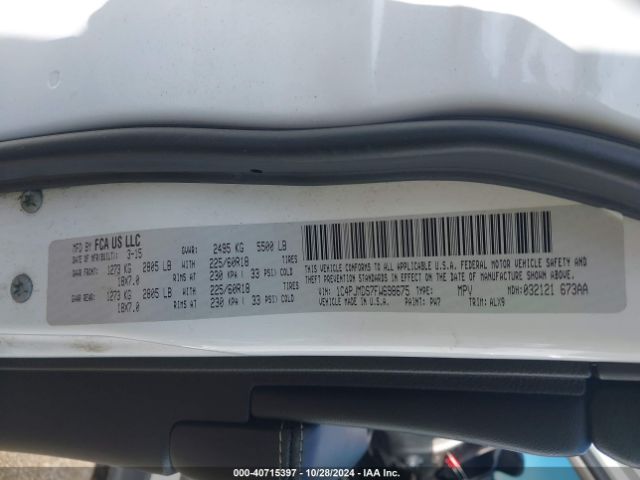 MFD BY FCA US LLC
DATE OF MFR(BUILT): 3-15 GVWR: 2495 KG 5500 LB
GAWR FRONT: 1273 KG 2805 LB WITH 225/60R18 TIRES
18X7.0 RIMS AT 230 KPA ( 33 PSI) COLD
GAWR REAR: 1273 KG 2805 LB WITH 225/60R18 TIRES
18X7.0 RIMS AT 230 KPA ( 33 PSI) COLD
THIS VEHICLE CONFORMS TO ALL APPLICABLE U.S.A. FEDERAL MOTOR VEHICLE SAFETY AND
THEFT PREVENTION STANDARDS IN EFFECT ON THE DATE OF MANUFACTURE SHOWN ABOVE.
VEHICLE MADE IN U.S.A.
VIN: 1C4PJMDS7FW698675 TYPE: MPV MDH: 032121 673AA
PAINT: PW7 TRIM: ALX9
000-40715397 | 10/28/2024 | IAA Inc.